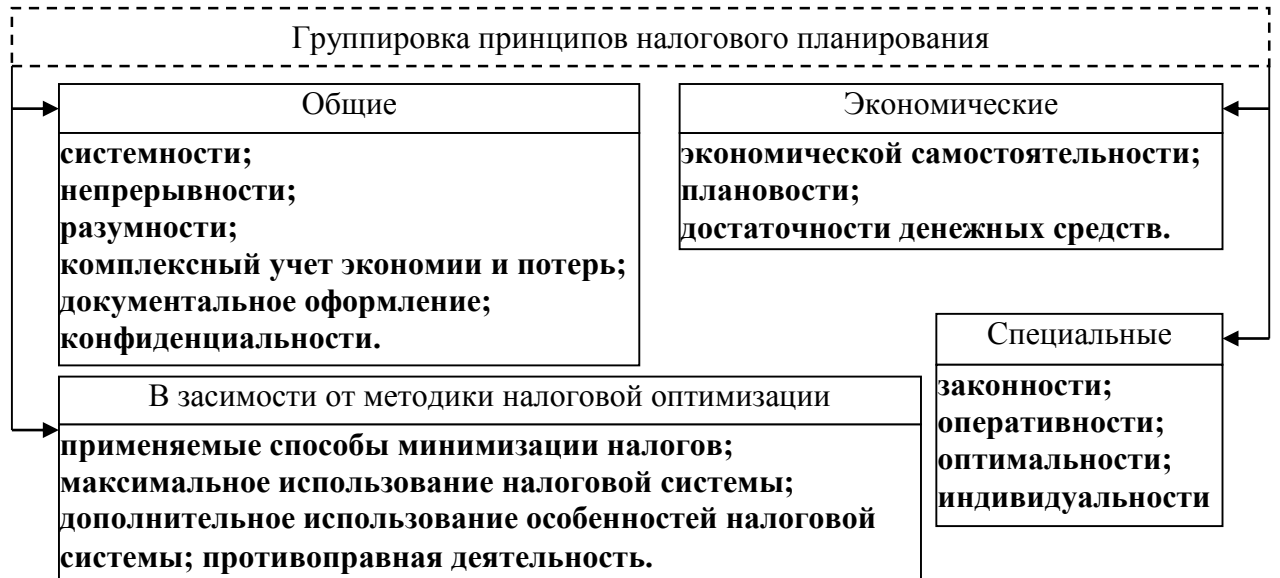 Группировка принципов налогового планирования
Общие
системности;
непрерывности;
разумности;
комплексный учет экономии и потерь;
документальное оформление;
конфиденциальности.
Экономические
экономической самостоятельности;
плановости;
достаточности денежных средств.
В засимости от методики налоговой оптимизации
применяемые способы минимизации налогов;
максимальное использование налоговой системы;
дополнительное использование особенностей налоговой
системы; противоправная деятельность.
Специальные
законности;
оперативности;
оптимальности;
индивидуальности